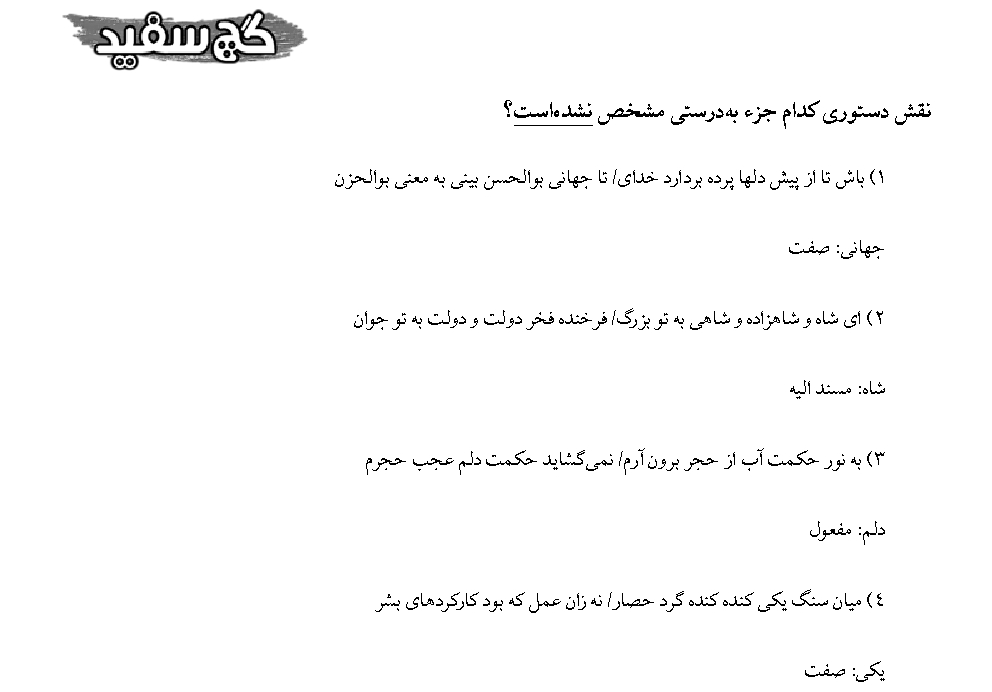 گچ سفید
نقش دستوری کدام جزء به‌درستی مشخص نشده‌است؟
۱) باش تا از پیش دلها پرده بردارد خدای/ تا جهانی بوالحسن بینی به معنی بوالحزن
جهانی: صفت
۲) ای شاه و شاهزاده و شاهی به تو بزرگ/ فرخنده فخر دولت و دولت به تو جوان
شاه: مسند الیه
۳) به نور حکمت آب از حجر برون آرم/ نمی‌گشاید حکمت دلم عجب حجرم
دلم: مفعول
۴) میان سنگ یکی کنده کنده گرد حصار/ نه زان عمل که بود کارکردهای بشر
یکی: صفت